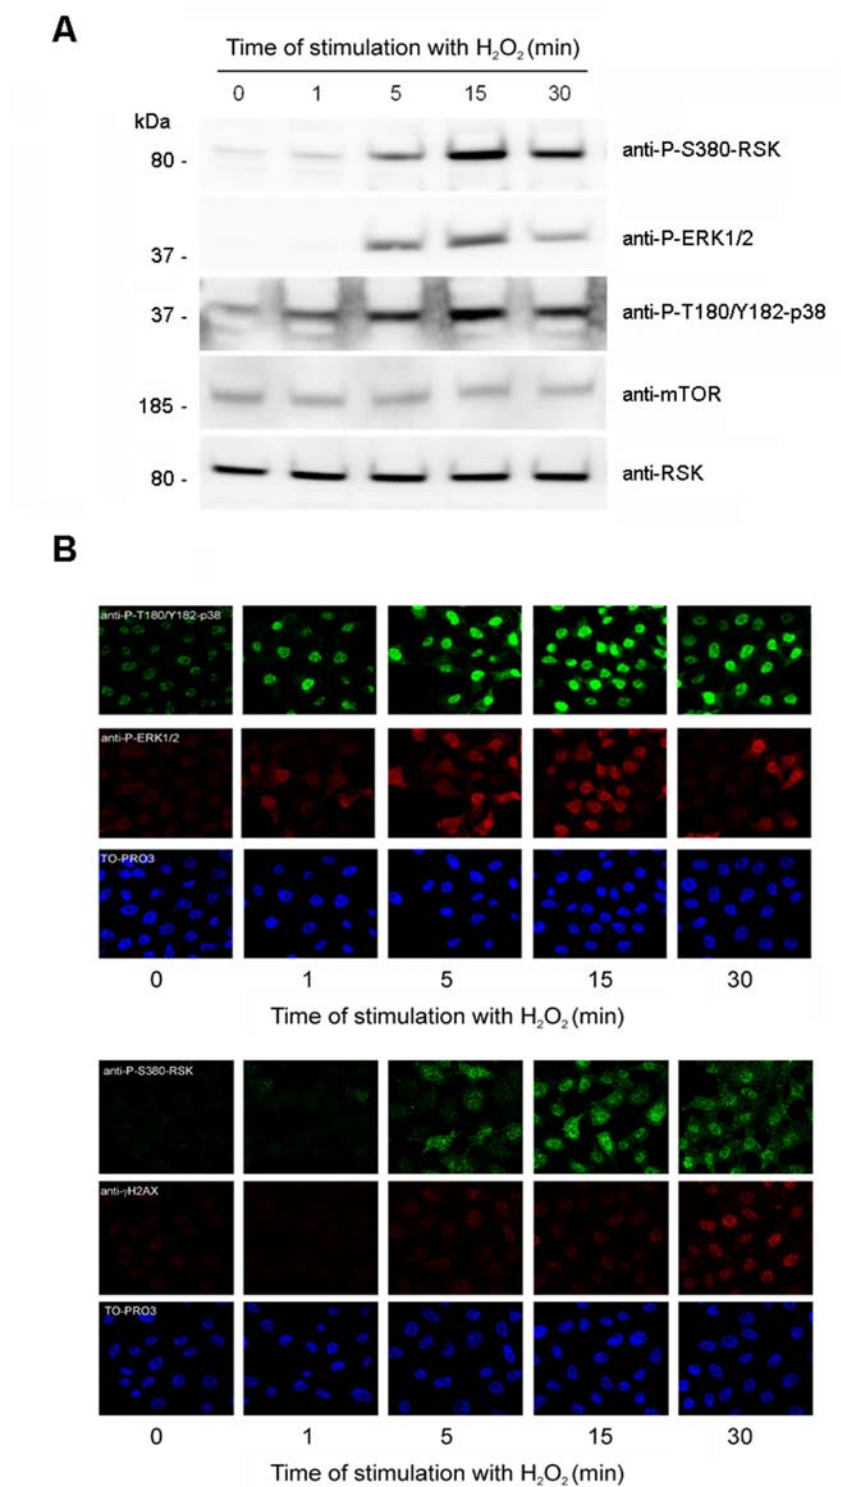 A
Time of stimulation with H₂O₂ (min)
0 1 5 15 30
kDa
80 - anti-P-S380-RSK
37 - anti-P-ERK1/2
37 - anti-P-T180/Y182-p38
185 - anti-mTOR
80 - anti-RSK
B
anti-P-T180/Y182-p38
anti-P-ERK1/2
TO-PRO3
0 1 5 15 30
Time of stimulation with H₂O₂ (min)
anti-P-S380-RSK
anti-γH2AX
TO-PRO3
0 1 5 15 30
Time of stimulation with H₂O₂ (min)